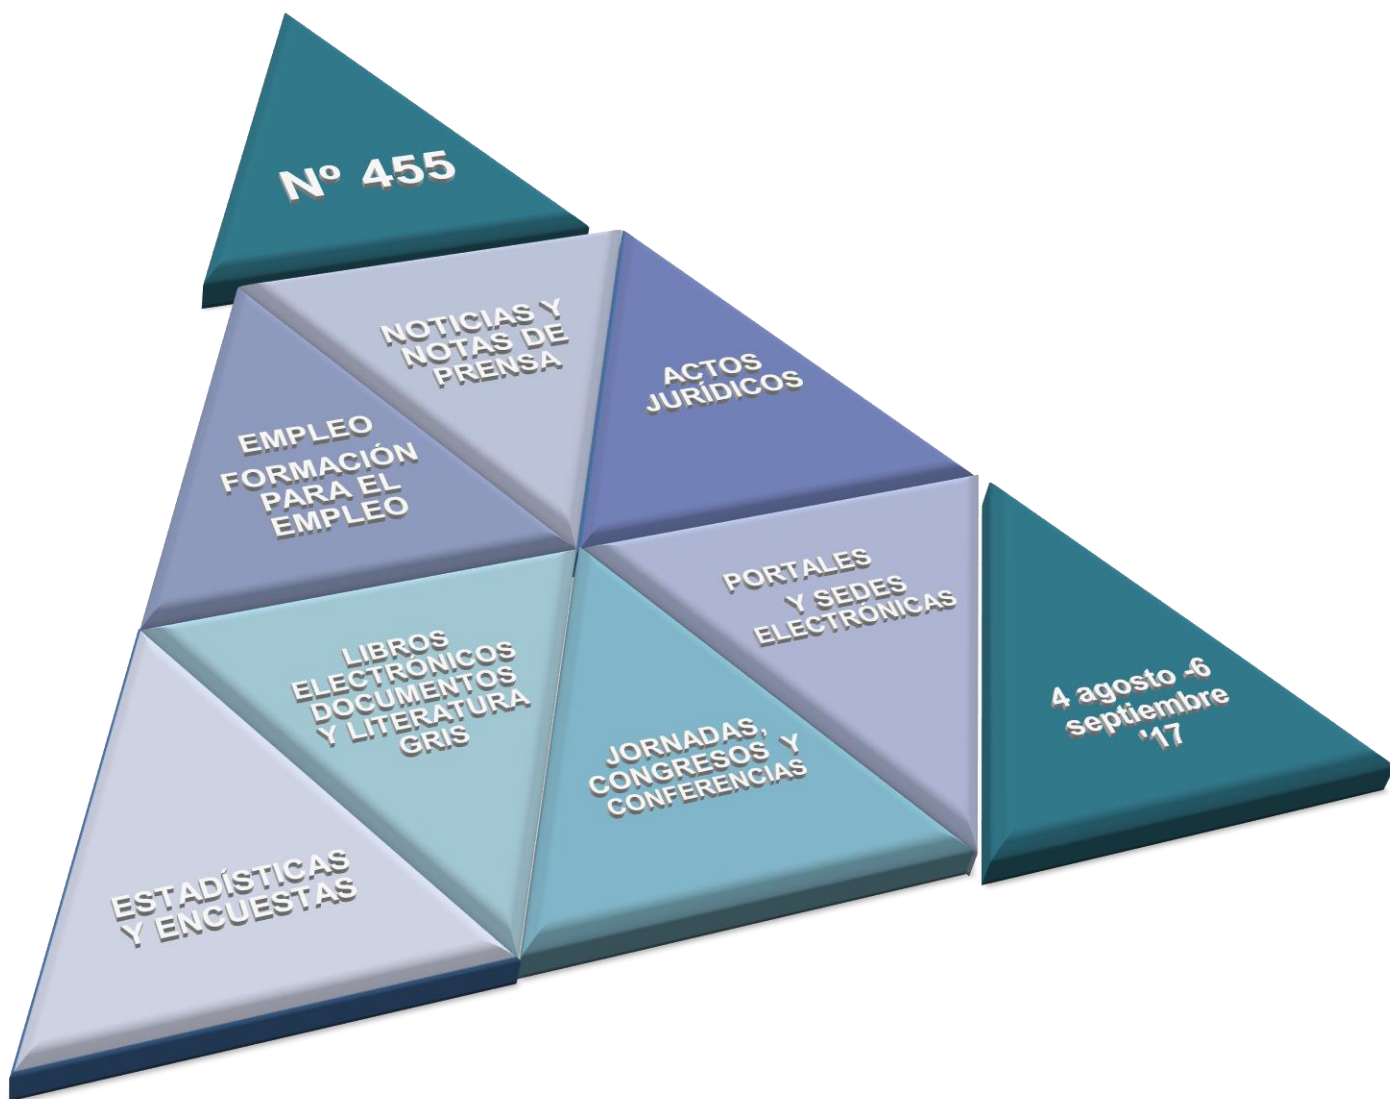 Nº 455
NOTICIAS Y
NOTAS DE
PRENSA
ACTOS
JURÍDICOS
EMPLEO
FORMACIÓN
PARA EL
EMPLEO
PORTALES
Y SEDES
ELECTRÓNICAS
LIBROS
ELECTRÓNICOS
DOCUMENTOS
Y LITERATURA
GRIS
JORNADAS,
CONGRESOS Y
CONFERENCIAS
4 agosto -6
septiembre
'17
ESTADÍSTICAS
Y ENCUESTAS